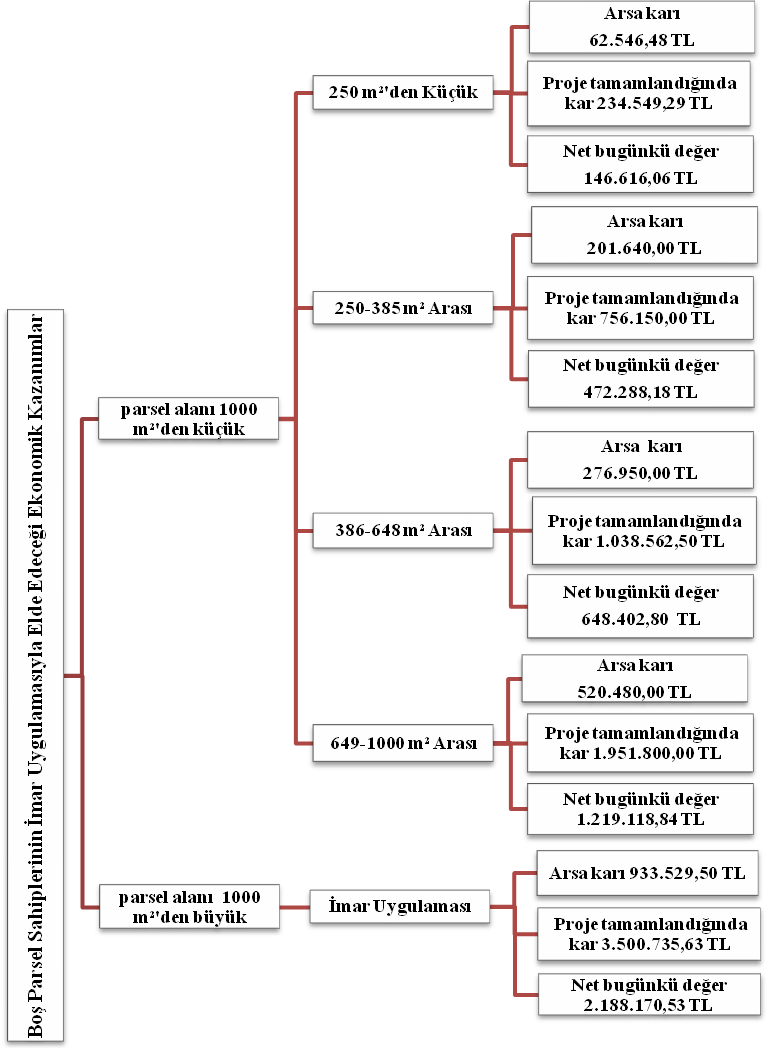 Boş Parsel Sahiplerinin İmar Uygulamasıyla Elde Edeceği Ekonomik Kazanımlar
parsel alanı 1000
m²'den küçük
250 m²'den Küçük
Arsa karı
62.546,48 TL
Proje tamamlandığında
kar 234.549,29 TL
Net bugünkü değer
146.616,06 TL
250-385 m² Arası
Arsa karı
201.640,00 TL
Proje tamamlandığında
kar 756.150,00 TL
Net bugünkü değer
472.288,18 TL
386-648 m² Arası
Arsa karı
276.950,00 TL
Proje tamamlandığında
kar 1.038.562,50 TL
Net bugünkü değer
648.402,80 TL
649-1000 m² Arası
Arsa karı
520.480,00 TL
Proje tamamlandığında
kar 1.951.800,00 TL
Net bugünkü değer
1.219.118,84 TL
parsel alanı 1000
m²'den büyük
İmar Uygulaması
Arsa karı 933.529,50 TL
Proje tamamlandığında
kar 3.500.735,63 TL
Net bugünkü değer
2.188.170,53 TL